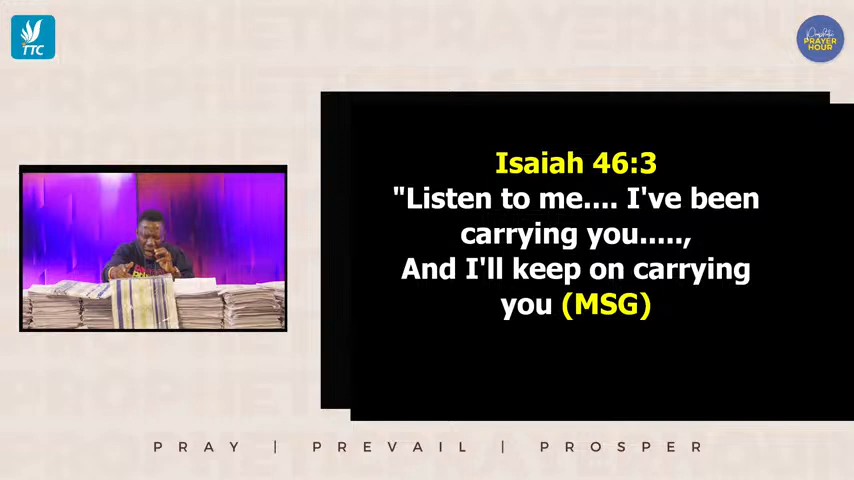 TTC
Prophetic
PRAYER
HOUR
Isaiah 46:3
"Listen to me.... I've been
carrying you.....,
And I'll keep on carrying
you (MSG)
PRAY | PREVAIL | PROSPER